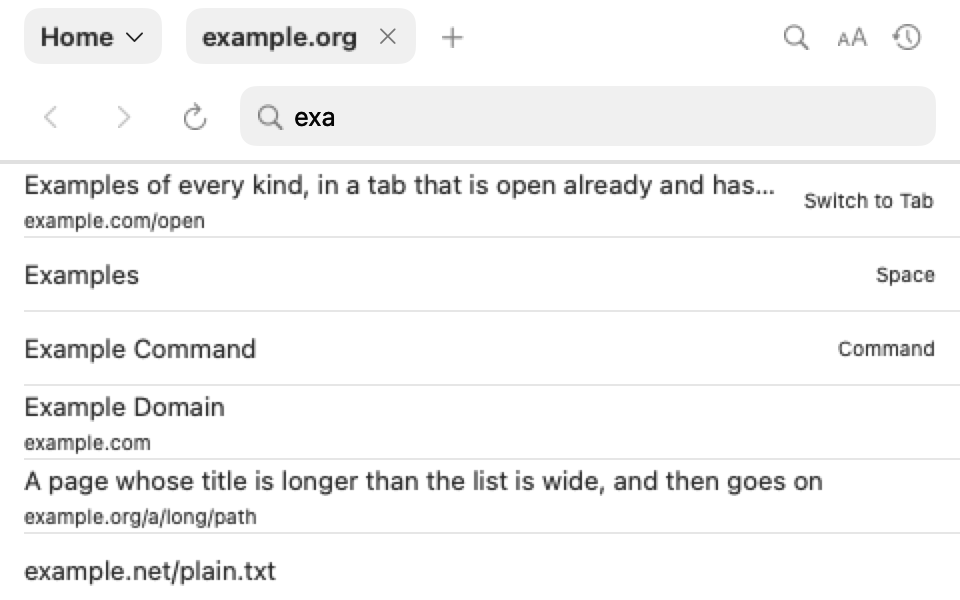 Home
example.org
AA
exa
Examples of every kind, in a tab that is open already and has...
Switch to Tab
example.com/open
Examples
Space
Example Command
Command
Example Domain
example.com
A page whose title is longer than the list is wide, and then goes on
example.org/a/long/path
example.net/plain.txt